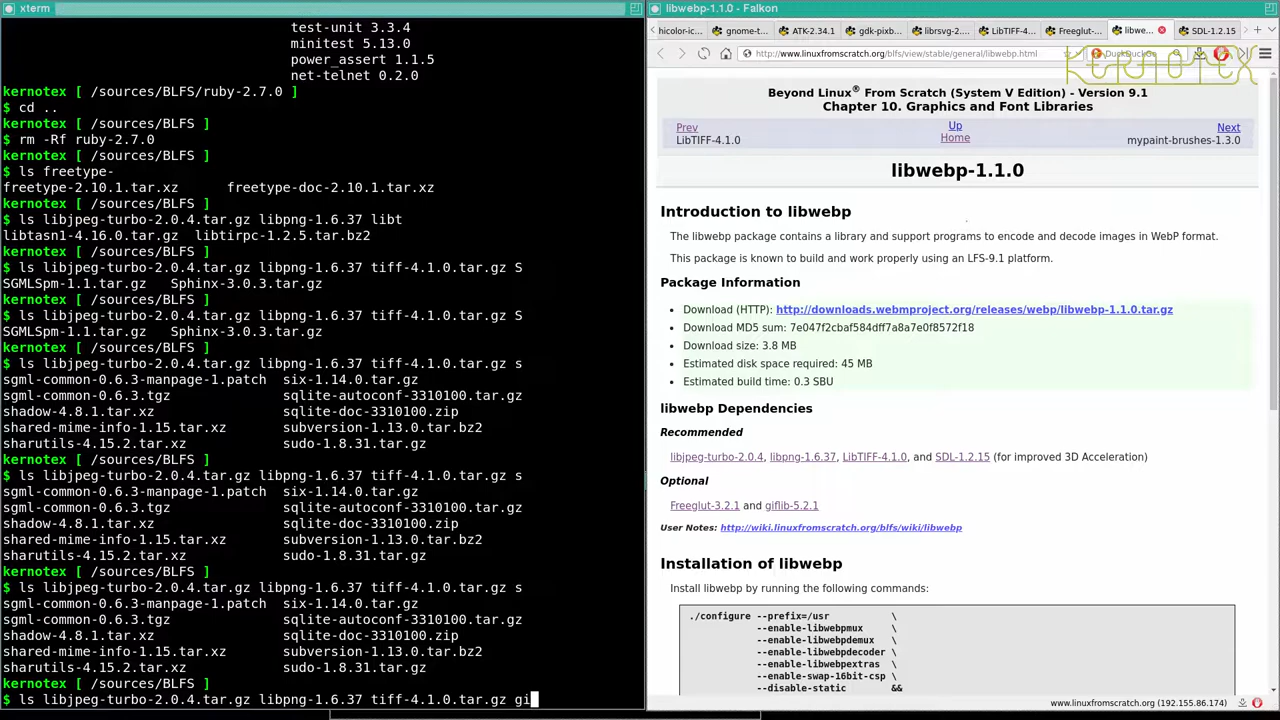 xterm
test-unit 3.3.4
minitest 5.13.0
power_assert 1.1.5
net-telnet 0.2.0
kernotex [ /sources/BLFS/ruby-2.7.0 ]
$ cd ..
kernotex [ /sources/BLFS ]
$ rm -Rf ruby-2.7.0
kernotex [ /sources/BLFS ]
$ ls freetype-
freetype-2.10.1.tar.xz freetype-doc-2.10.1.tar.xz
kernotex [ /sources/BLFS ]
$ ls libjpeg-turbo-2.0.4.tar.gz libpng-1.6.37 libt
libtasn1-4.16.0.tar.gz libtirpc-1.2.5.tar.bz2
kernotex [ /sources/BLFS ]
$ ls libjpeg-turbo-2.0.4.tar.gz libpng-1.6.37 tiff-4.1.0.tar.gz S
SGMLSpm-1.1.tar.gz Sphinx-3.0.3.tar.gz
kernotex [ /sources/BLFS ]
$ ls libjpeg-turbo-2.0.4.tar.gz libpng-1.6.37 tiff-4.1.0.tar.gz S
SGMLSpm-1.1.tar.gz Sphinx-3.0.3.tar.gz
kernotex [ /sources/BLFS ]
$ ls libjpeg-turbo-2.0.4.tar.gz libpng-1.6.37 tiff-4.1.0.tar.gz s
sgml-common-0.6.3-manpage-1.patch six-1.14.0.tar.gz
sgml-common-0.6.3.tgz sqlite-autoconf-3310100.tar.gz
shadow-4.8.1.tar.xz sqlite-doc-3310100.zip
shared-mime-info-1.15.tar.xz subversion-1.13.0.tar.bz2
sharutils-4.15.2.tar.xz sudo-1.8.31.tar.gz
kernotex [ /sources/BLFS ]
$ ls libjpeg-turbo-2.0.4.tar.gz libpng-1.6.37 tiff-4.1.0.tar.gz s
sgml-common-0.6.3-manpage-1.patch six-1.14.0.tar.gz
sgml-common-0.6.3.tgz sqlite-autoconf-3310100.tar.gz
shadow-4.8.1.tar.xz sqlite-doc-3310100.zip
shared-mime-info-1.15.tar.xz subversion-1.13.0.tar.bz2
sharutils-4.15.2.tar.xz sudo-1.8.31.tar.gz
kernotex [ /sources/BLFS ]
$ ls libjpeg-turbo-2.0.4.tar.gz libpng-1.6.37 tiff-4.1.0.tar.gz s
sgml-common-0.6.3-manpage-1.patch six-1.14.0.tar.gz
sgml-common-0.6.3.tgz sqlite-autoconf-3310100.tar.gz
shadow-4.8.1.tar.xz sqlite-doc-3310100.zip
shared-mime-info-1.15.tar.xz subversion-1.13.0.tar.bz2
sharutils-4.15.2.tar.xz sudo-1.8.31.tar.gz
kernotex [ /sources/BLFS ]
$ ls libjpeg-turbo-2.0.4.tar.gz libpng-1.6.37 tiff-4.1.0.tar.gz gi
libwebp-1.1.0 - Falkon
hicolor-ic... gnome-t... ATK-2.34.1 gdk-pixb... librsvg-2... LibTIFF-4... Freeglut-... libwe... SDL-1.2.15
http://www.linuxfromscratch.org/blfs/view/stable/general/libwebp.html DuckDuckGo
KERNOTEX
Beyond Linux® From Scratch (System V Edition) - Version 9.1
Chapter 10. Graphics and Font Libraries
Prev Up Next
LibTIFF-4.1.0 Home mypaint-brushes-1.3.0
libwebp-1.1.0
Introduction to libwebp
The libwebp package contains a library and support programs to encode and decode images in WebP format.
This package is known to build and work properly using an LFS-9.1 platform.
Package Information
• Download (HTTP): http://downloads.webmproject.org/releases/webp/libwebp-1.1.0.tar.gz
• Download MD5 sum: 7e047f2cbaf584dff7a8a7e0f8572f18
• Download size: 3.8 MB
• Estimated disk space required: 45 MB
• Estimated build time: 0.3 SBU
libwebp Dependencies
Recommended
libjpeg-turbo-2.0.4, libpng-1.6.37, LibTIFF-4.1.0, and SDL-1.2.15 (for improved 3D Acceleration)
Optional
Freeglut-3.2.1 and giflib-5.2.1
User Notes: http://wiki.linuxfromscratch.org/blfs/wiki/libwebp
Installation of libwebp
Install libwebp by running the following commands:
./configure --prefix=/usr \
--enable-libwebpmux \
--enable-libwebpdemux \
--enable-libwebpdecoder \
--enable-libwebpextras \
--enable-swap-16bit-csp \
--disable-static &&
www.linuxfromscratch.org (192.155.86.174)